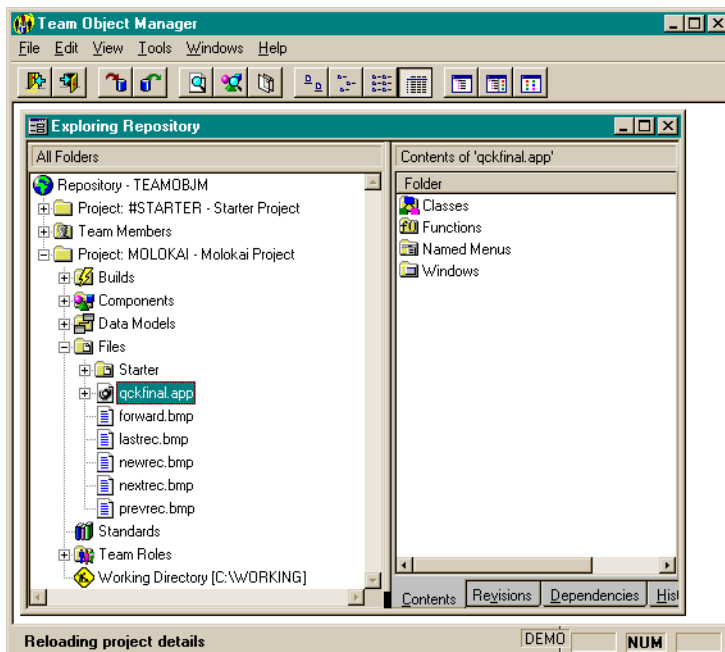 Team Object Manager
File Edit View Tools Windows Help
Exploring Repository
All Folders
Contents of 'qckfinal.app'
Repository - TEAMOBJM
Folder
Project: #STARTER - Starter Project
Classes
Team Members
Functions
Project: MOLOKAI - Molokai Project
Named Menus
Builds
Windows
Components
Data Models
Files
Starter
qckfinal.app
forward.bmp
lastrec.bmp
newrec.bmp
nextrec.bmp
prevrec.bmp
Standards
Team Roles
Working Directory [C:\WORKING]
Contents Revisions Dependencies Hist
Reloading project details DEMO NUM